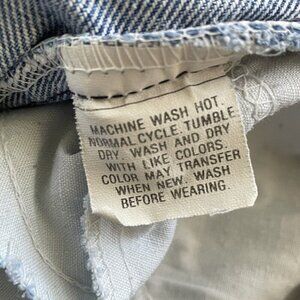 MACHINE WASH HOT.
NORMAL CYCLE. TUMBLE
DRY. WASH AND DRY
WITH LIKE COLORS.
COLOR MAY TRANSFER
WHEN NEW. WASH
BEFORE WEARING.